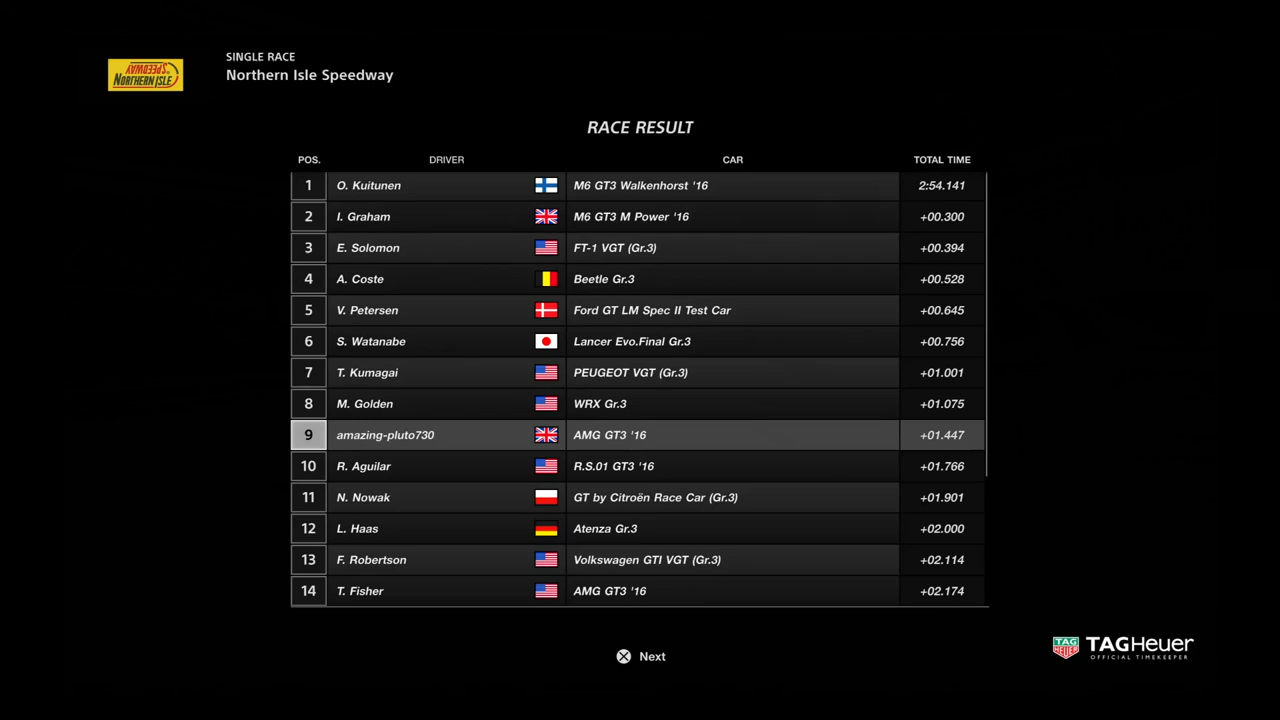 SPEEDWAY
NORTHERN ISLE
SINGLE RACE
Northern Isle Speedway
RACE RESULT
POS. DRIVER CAR TOTAL TIME
1 O. Kuitunen M6 GT3 Walkenhorst '16 2:54.141
2 I. Graham M6 GT3 M Power '16 +00.300
3 E. Solomon FT-1 VGT (Gr.3) +00.394
4 A. Coste Beetle Gr.3 +00.528
5 V. Petersen Ford GT LM Spec II Test Car +00.645
6 S. Watanabe Lancer Evo.Final Gr.3 +00.756
7 T. Kumagai PEUGEOT VGT (Gr.3) +01.001
8 M. Golden WRX Gr.3 +01.075
9 amazing-pluto730 AMG GT3 '16 +01.447
10 R. Aguilar R.S.01 GT3 '16 +01.766
11 N. Nowak GT by Citroën Race Car (Gr.3) +01.901
12 L. Haas Atenza Gr.3 +02.000
13 F. Robertson Volkswagen GTI VGT (Gr.3) +02.114
14 T. Fisher AMG GT3 '16 +02.174
Next
TAG HEUER TAGHeuer
OFFICIAL TIMEKEEPER